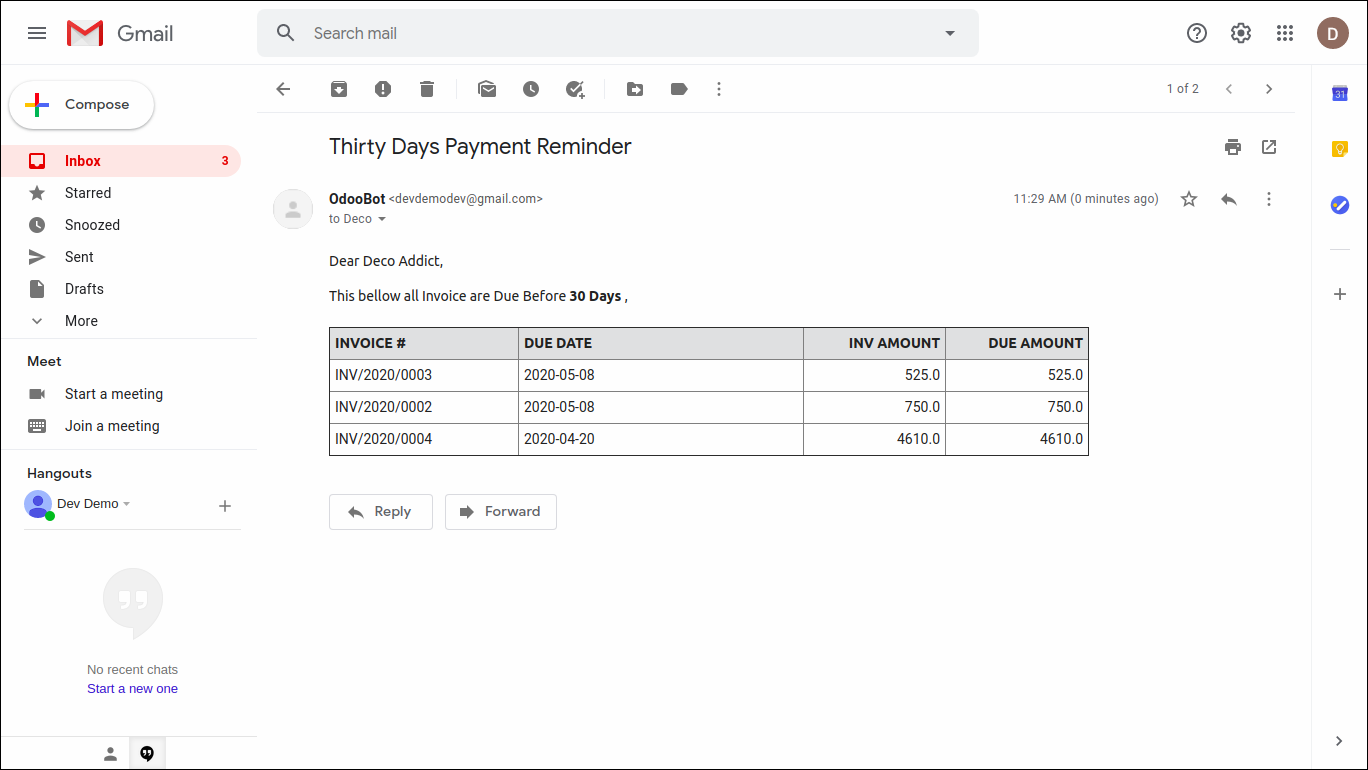 Gmail
Search mail
D
Compose
1 of 2
31
Inbox 3
Starred
Snoozed
Sent
Drafts
More
Meet
Start a meeting
Join a meeting
Hangouts
Dev Demo
No recent chats
Start a new one
Thirty Days Payment Reminder
OdooBot <devdemodev@gmail.com> 11:29 AM (0 minutes ago)
to Deco
Dear Deco Addict,
This bellow all Invoice are Due Before 30 Days ,
INVOICE # DUE DATE INV AMOUNT DUE AMOUNT
INV/2020/0003 2020-05-08 525.0 525.0
INV/2020/0002 2020-05-08 750.0 750.0
INV/2020/0004 2020-04-20 4610.0 4610.0
Reply Forward